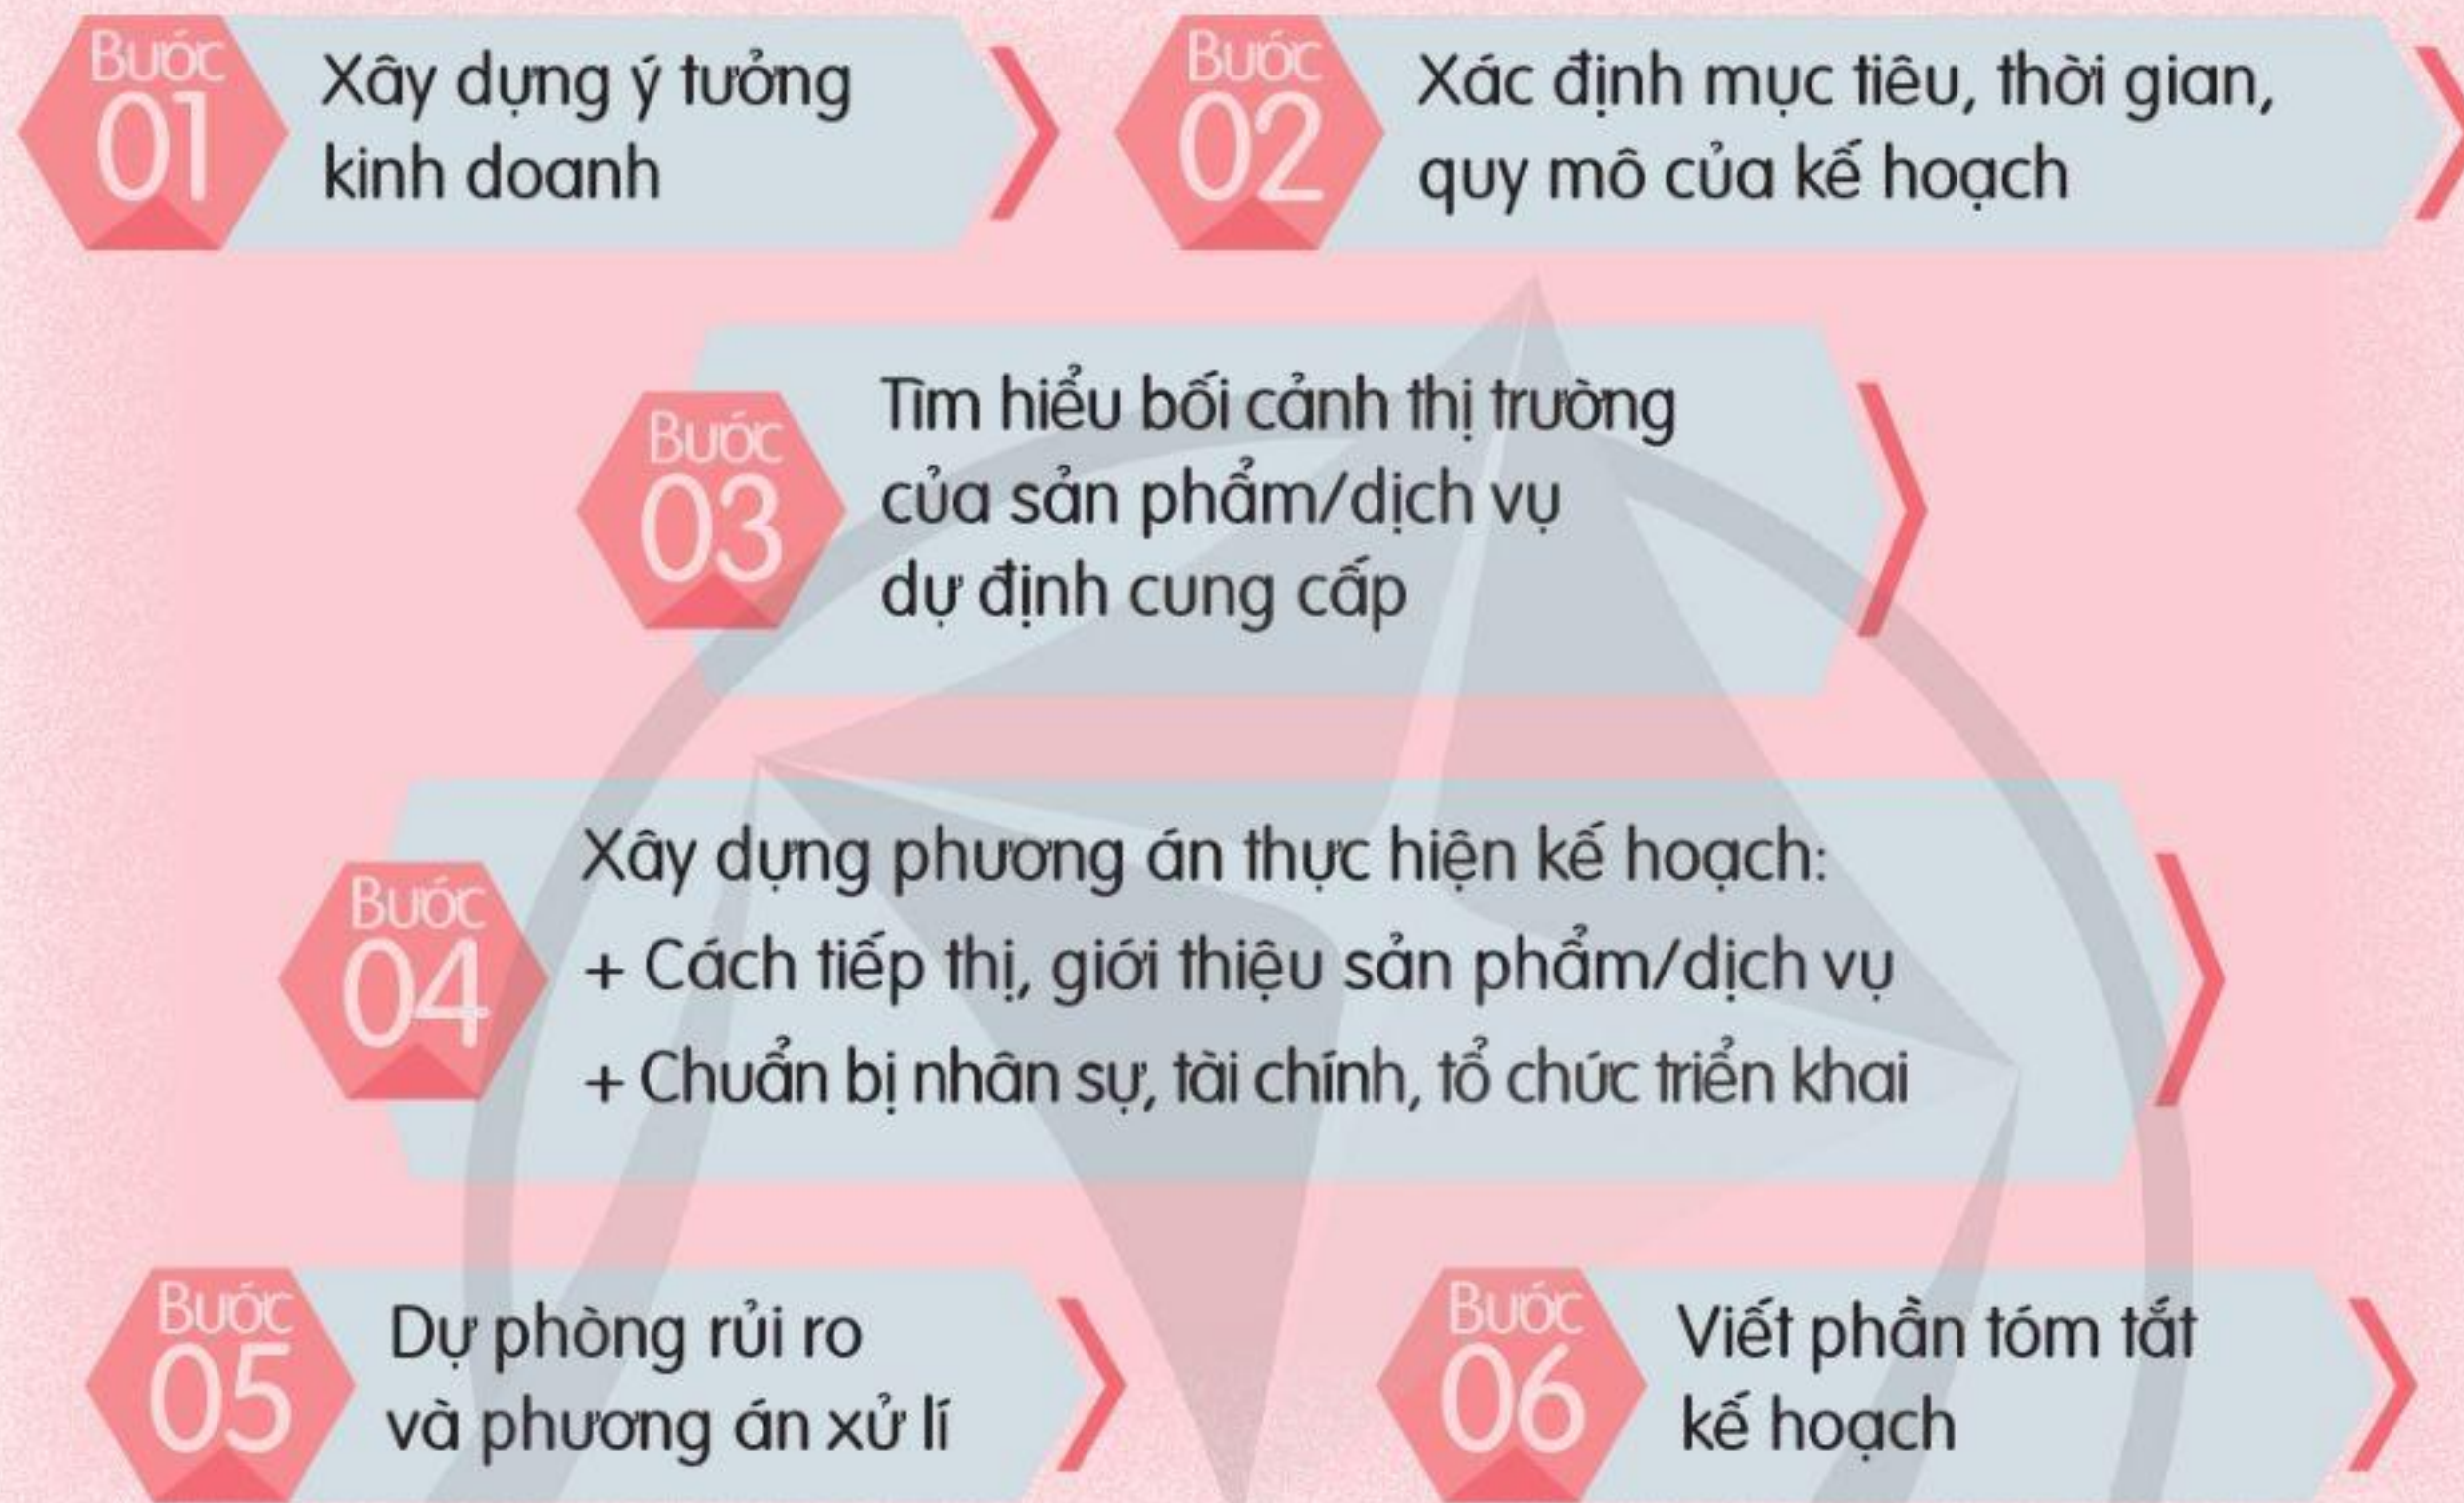 Bước
01
Xây dựng ý tưởng
kinh doanh
Bước
02
Xác định mục tiêu, thời gian,
quy mô của kế hoạch
Bước
03
Tìm hiểu bối cảnh thị trường
của sản phẩm/dịch vụ
dự định cung cấp
Bước
04
Xây dựng phương án thực hiện kế hoạch:
+ Cách tiếp thị, giới thiệu sản phẩm/dịch vụ
+ Chuẩn bị nhân sự, tài chính, tổ chức triển khai
Bước
05
Dự phòng rủi ro
và phương án xử lí
Bước
06
Viết phần tóm tắt
kế hoạch